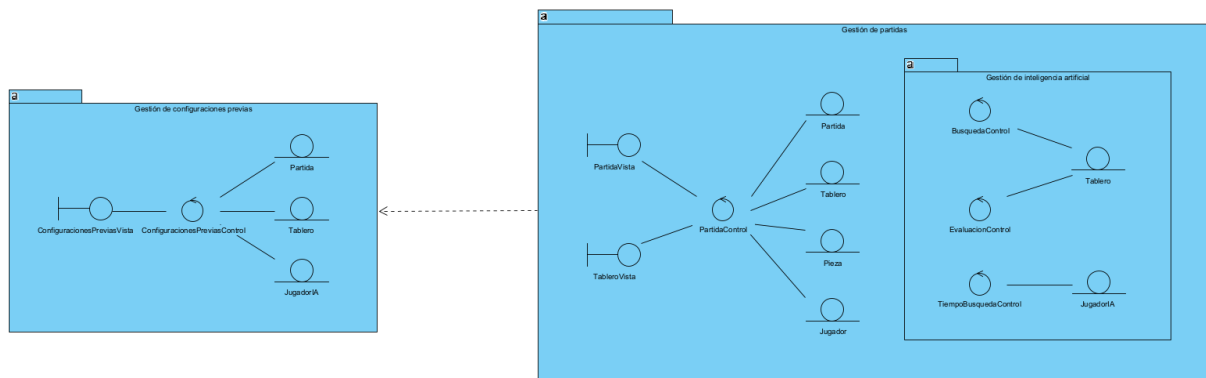 a
Gestión de configuraciones previas
Partida
ConfiguracionesPreviasVista
ConfiguracionesPreviasControl
Tablero
JugadorIA
a
Gestión de partidas
PartidaVista
TableroVista
PartidaControl
Partida
Tablero
Pieza
Jugador
a
Gestión de inteligencia artificial
BusquedaControl
Tablero
EvaluacionControl
TiempoBusquedaControl
JugadorIA